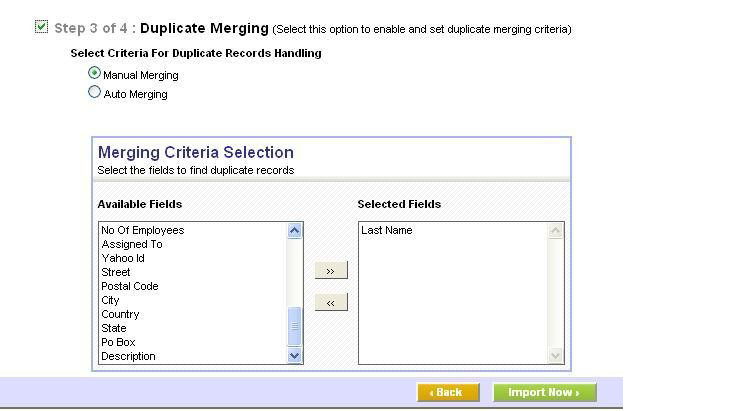 Step 3 of 4 : Duplicate Merging (Select this option to enable and set duplicate merging criteria)
Select Criteria For Duplicate Records Handling
Manual Merging
Auto Merging
Merging Criteria Selection
Select the fields to find duplicate records
Available Fields
Selected Fields
No Of Employees
Assigned To
Yahoo Id
Street
Postal Code
City
Country
State
Po Box
Description
>>
<<
Last Name
‹ Back
Import Now ›